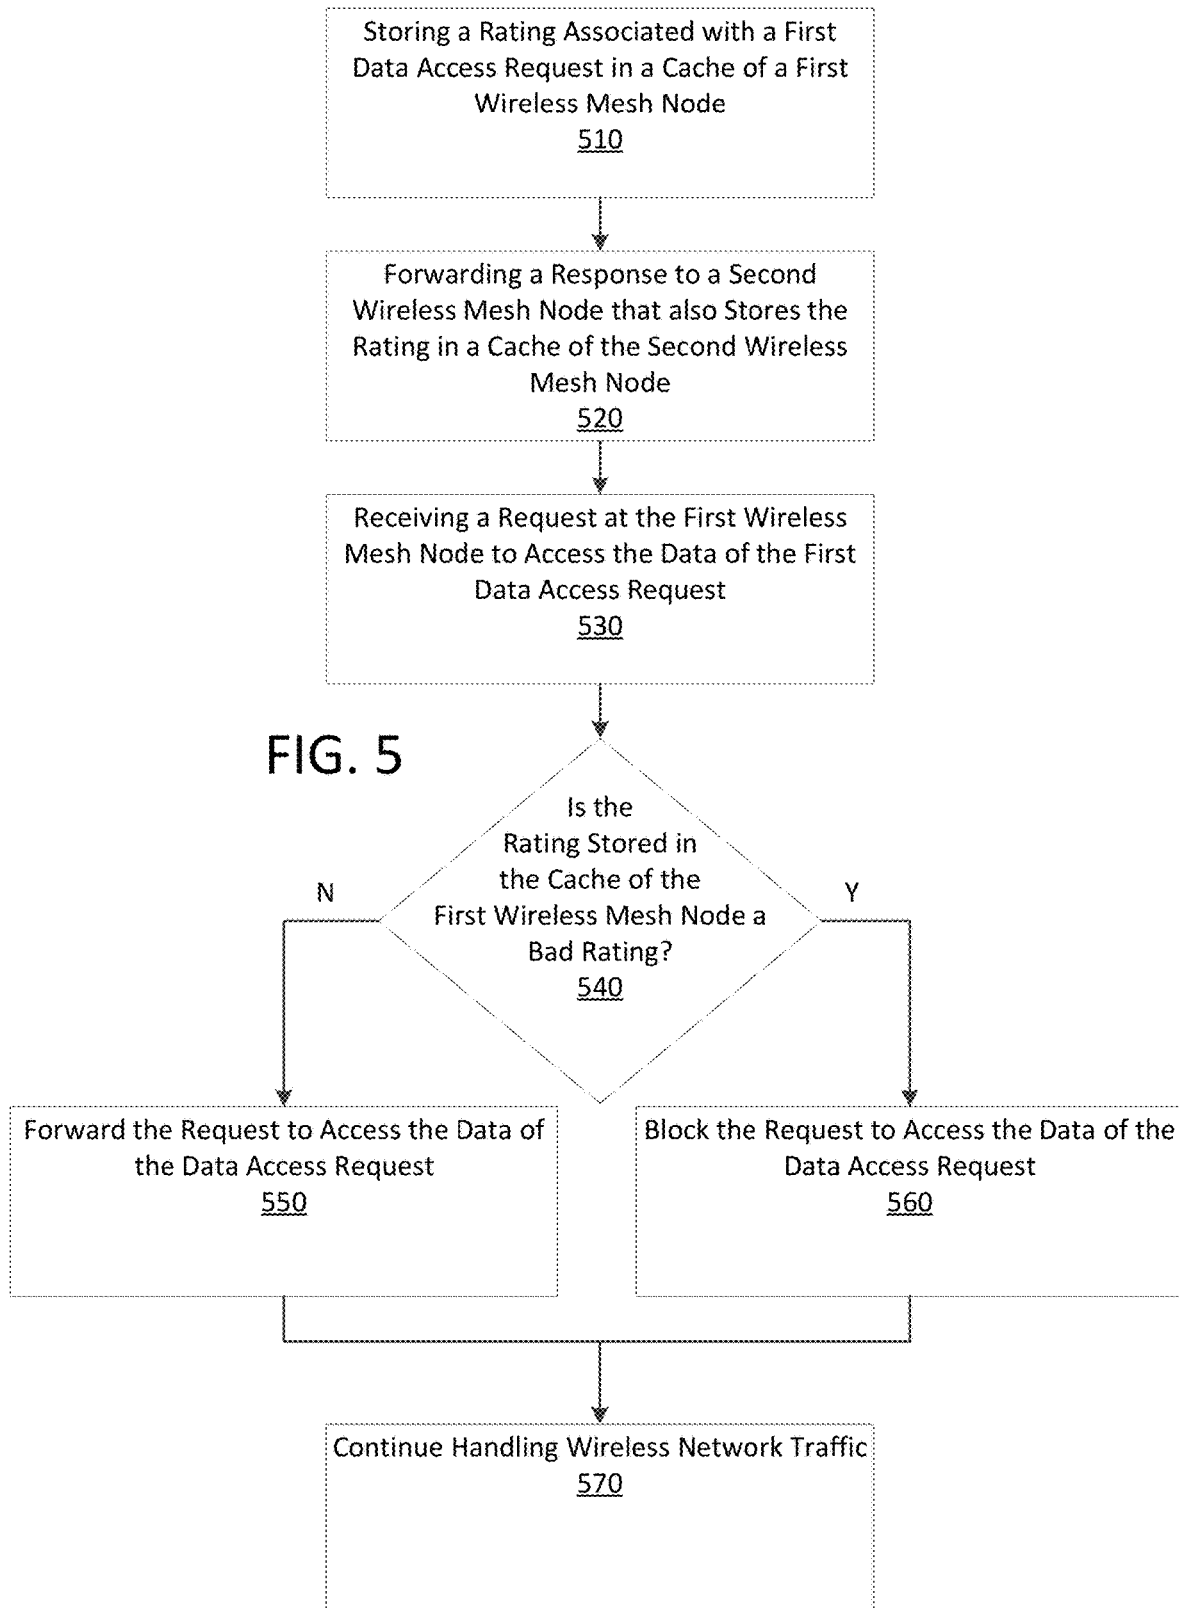 Storing a Rating Associated with a First
Data Access Request in a Cache of a First
Wireless Mesh Node
510
Forwarding a Response to a Second
Wireless Mesh Node that also Stores the
Rating in a Cache of the Second Wireless
Mesh Node
520
Receiving a Request at the First Wireless
Mesh Node to Access the Data of the First
Data Access Request
530
FIG. 5
Is the
Rating Stored in
the Cache of the
First Wireless Mesh Node a
Bad Rating?
540
N
Y
Forward the Request to Access the Data of
the Data Access Request
550
Block the Request to Access the Data of the
Data Access Request
560
Continue Handling Wireless Network Traffic
570